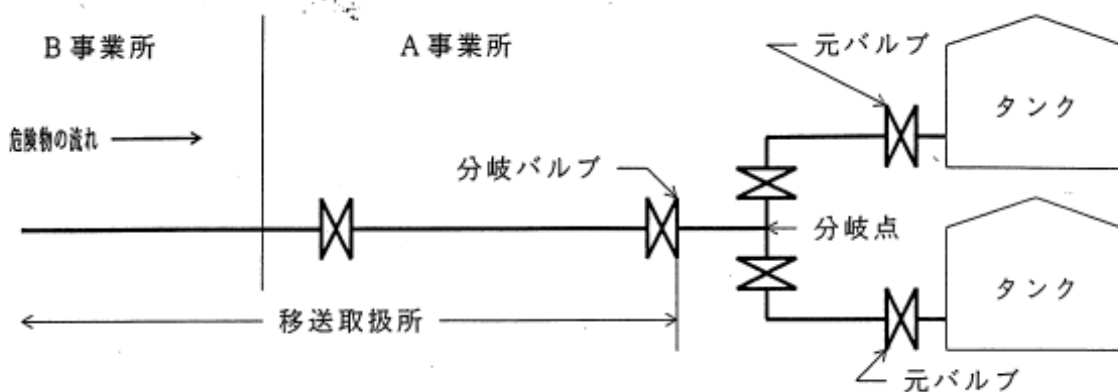 B事業所
A事業所
元バルブ
タンク
危険物の流れ
分岐バルブ
分岐点
タンク
移送取扱所
元バルブ